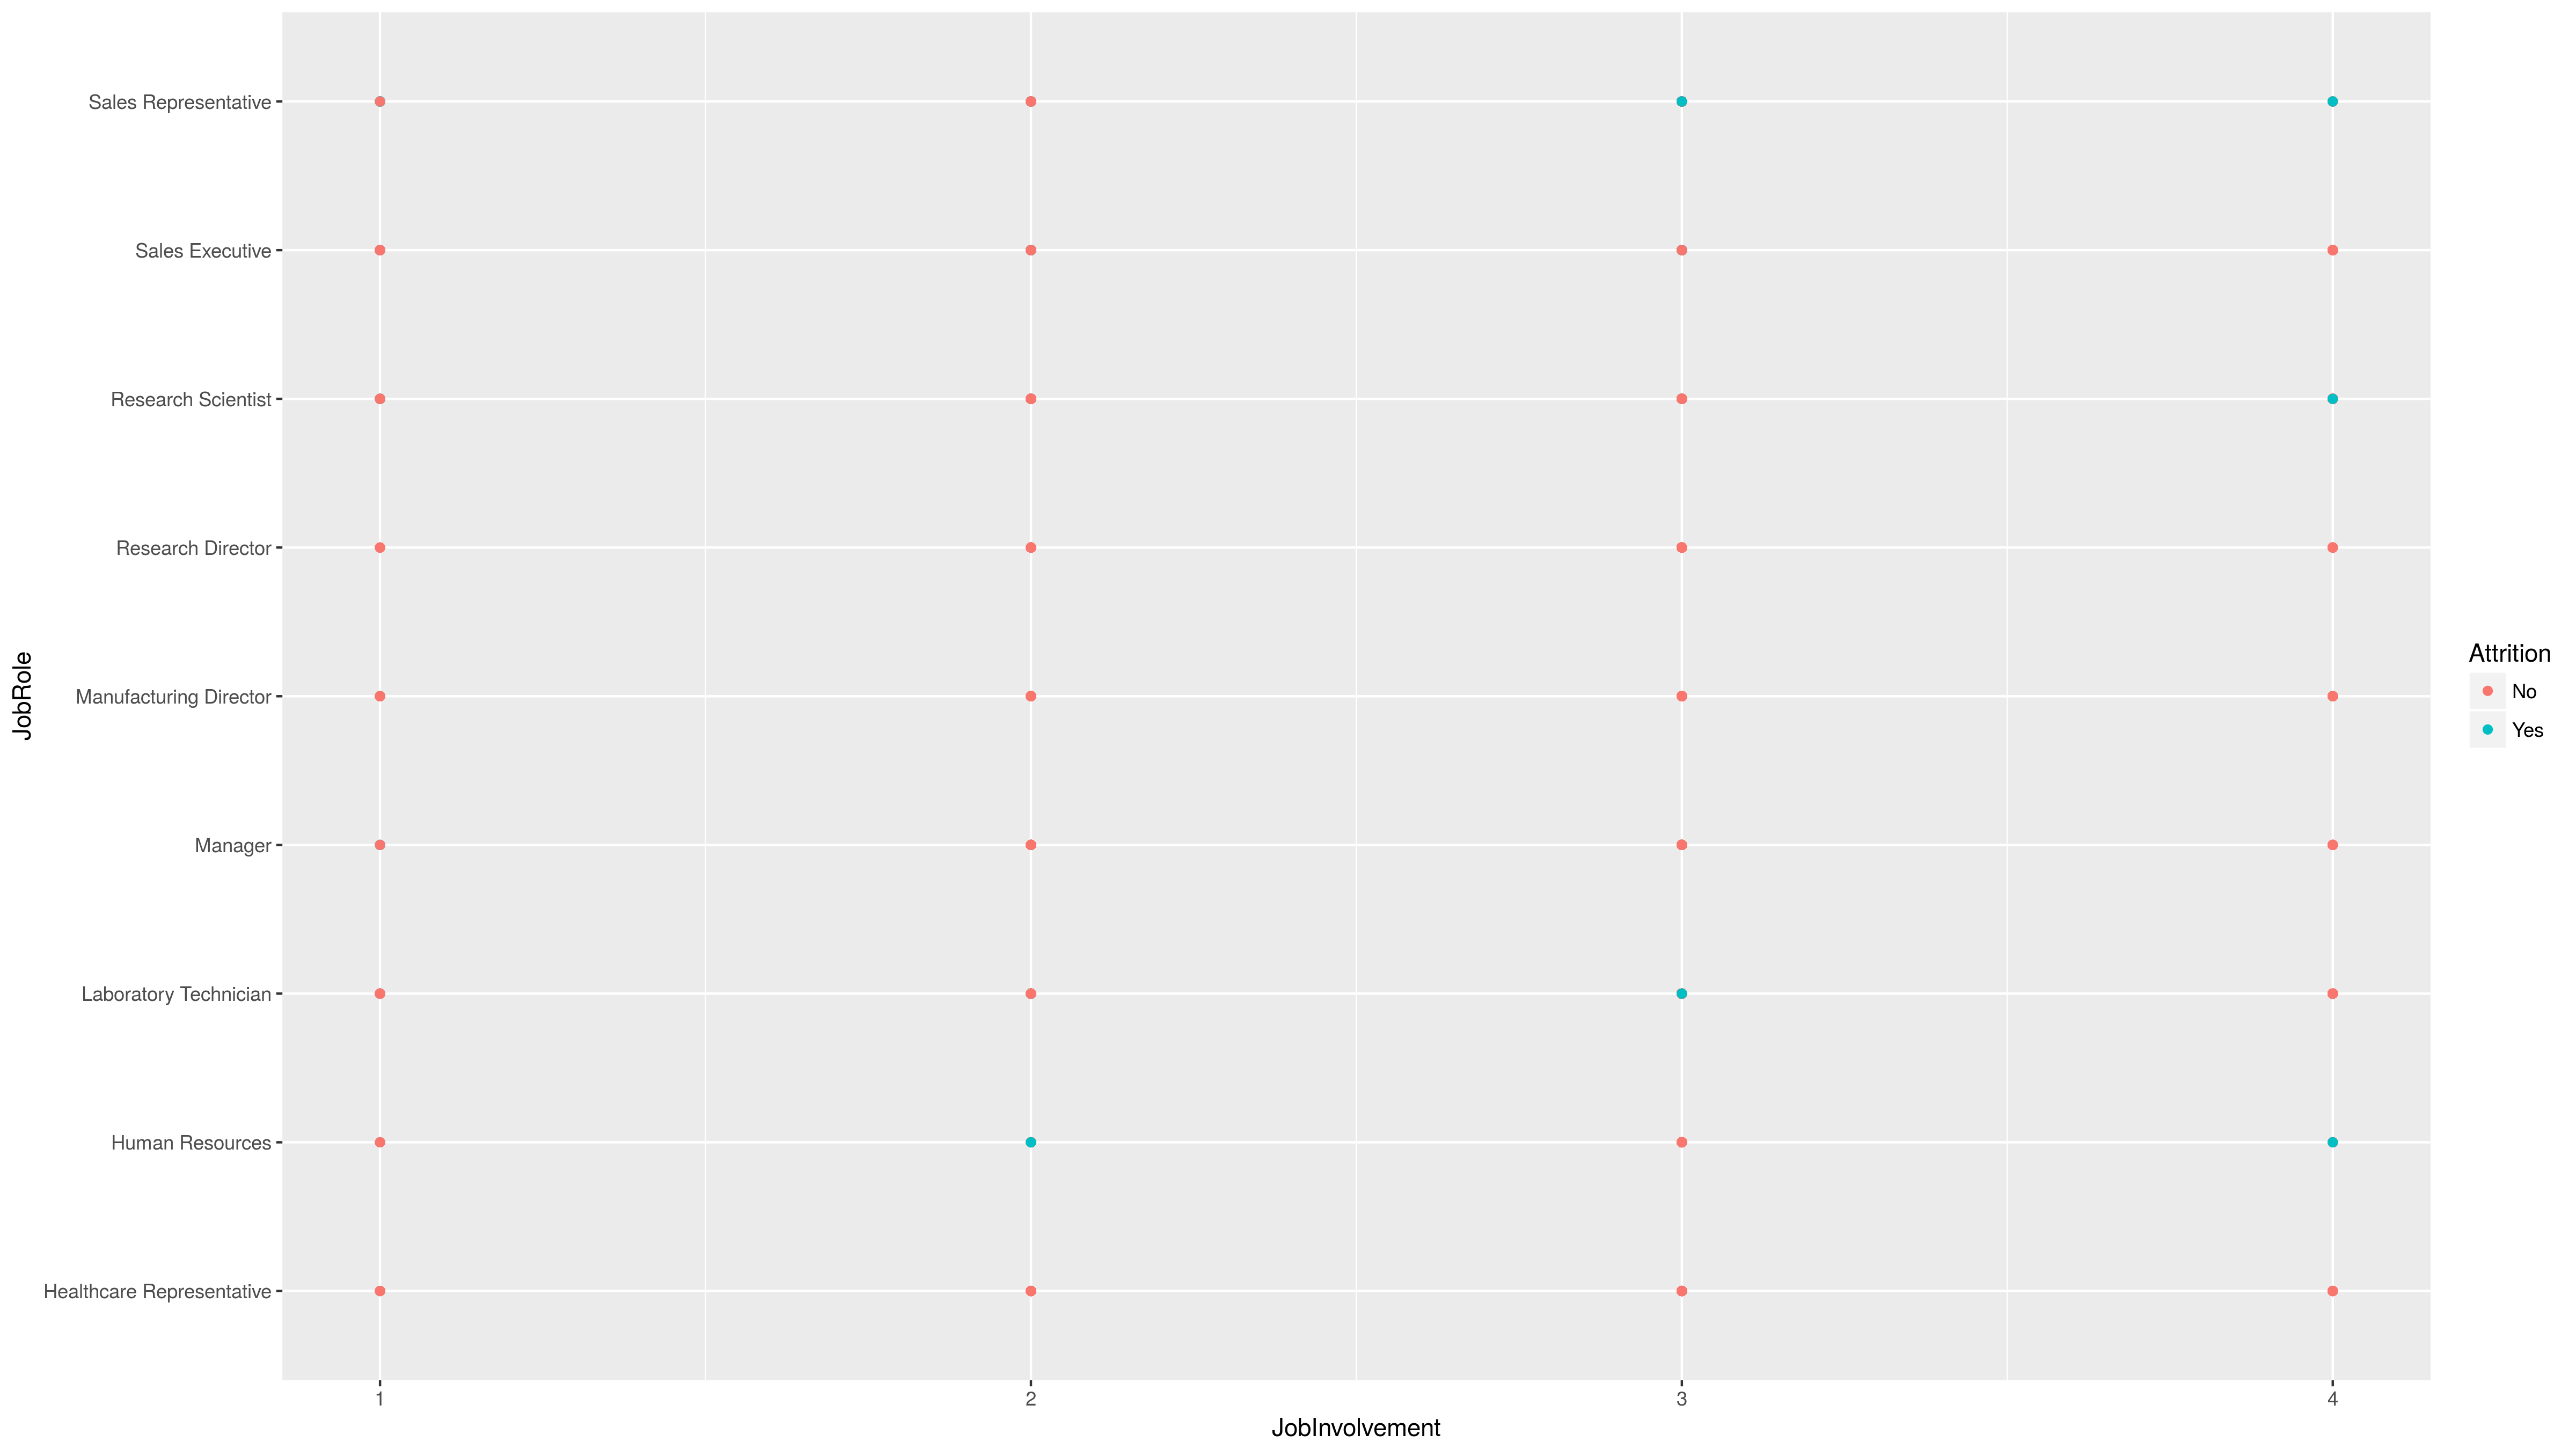 Sales Representative
Sales Executive
Research Scientist
Research Director
Manufacturing Director
Manager
Laboratory Technician
Human Resources
Healthcare Representative
JobRole
1 2 3 4
JobInvolvement
Attrition
No
Yes